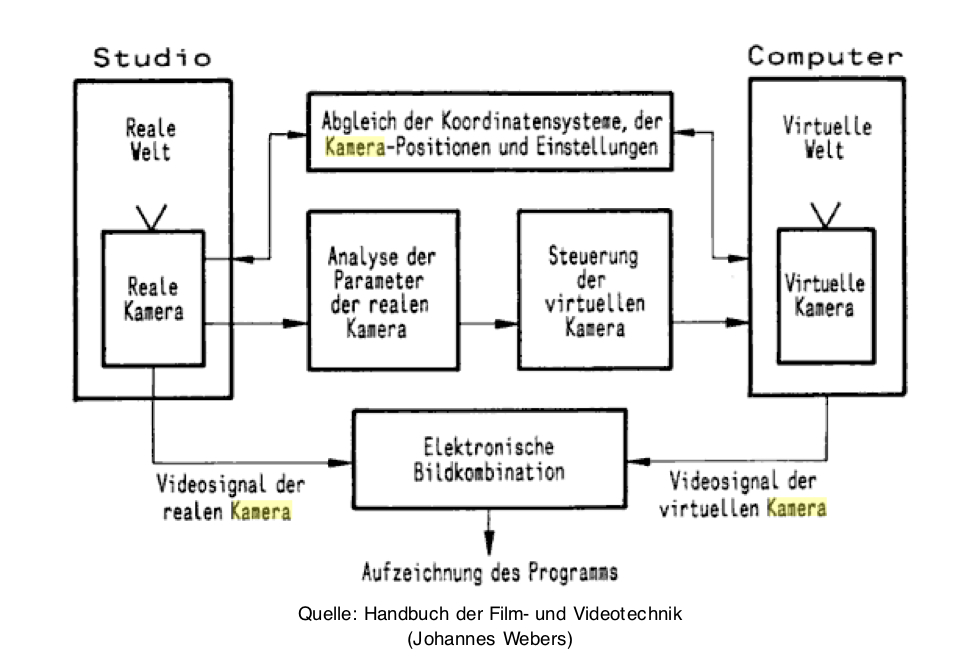 Studio
Computer
Reale
Welt
Abgleich der Koordinatensysteme, der
Kamera-Positionen und Einstellungen
Virtuelle
Welt
Reale
Kamera
Analyse der
Parameter
der realen
Kamera
Steuerung
der
virtuellen
Kamera
Virtuelle
Kamera
Elektronische
Bildkombination
Videosignal der
realen Kamera
Videosignal der
virtuellen Kamera
Aufzeichnung des Programms
Quelle: Handbuch der Film- und Videotechnik
(Johannes Webers)